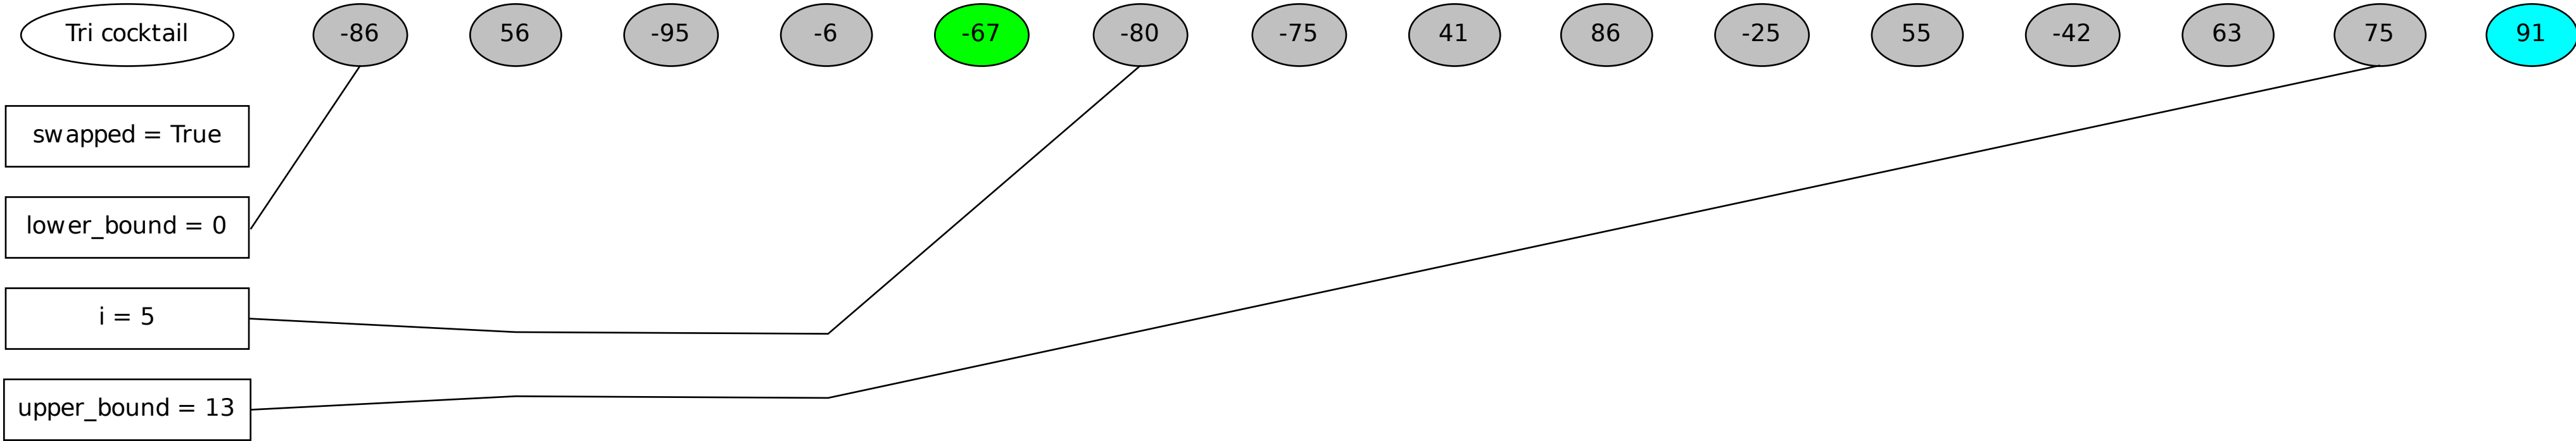 Tri cocktail -86 56 -95 -6 -67 -80 -75 41 86 -25 55 -42 63 75 91
swapped = True
lower_bound = 0
i = 5
upper_bound = 13